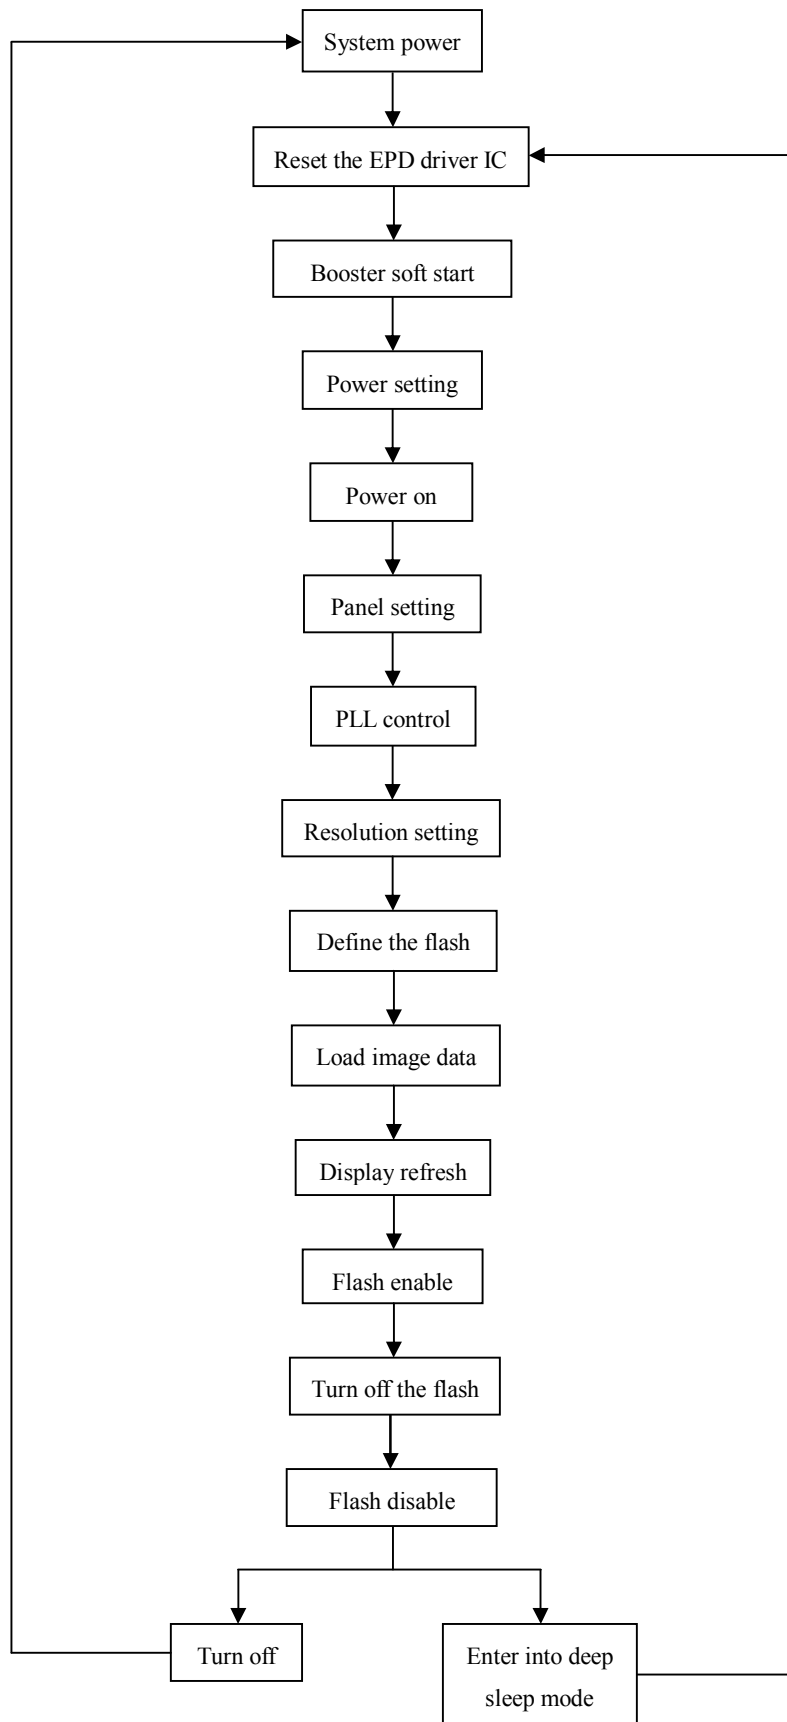 System power
Reset the EPD driver IC
Booster soft start
Power setting
Power on
Panel setting
PLL control
Resolution setting
Define the flash
Load image data
Display refresh
Flash enable
Turn off the flash
Flash disable
Turn off
Enter into deep
sleep mode